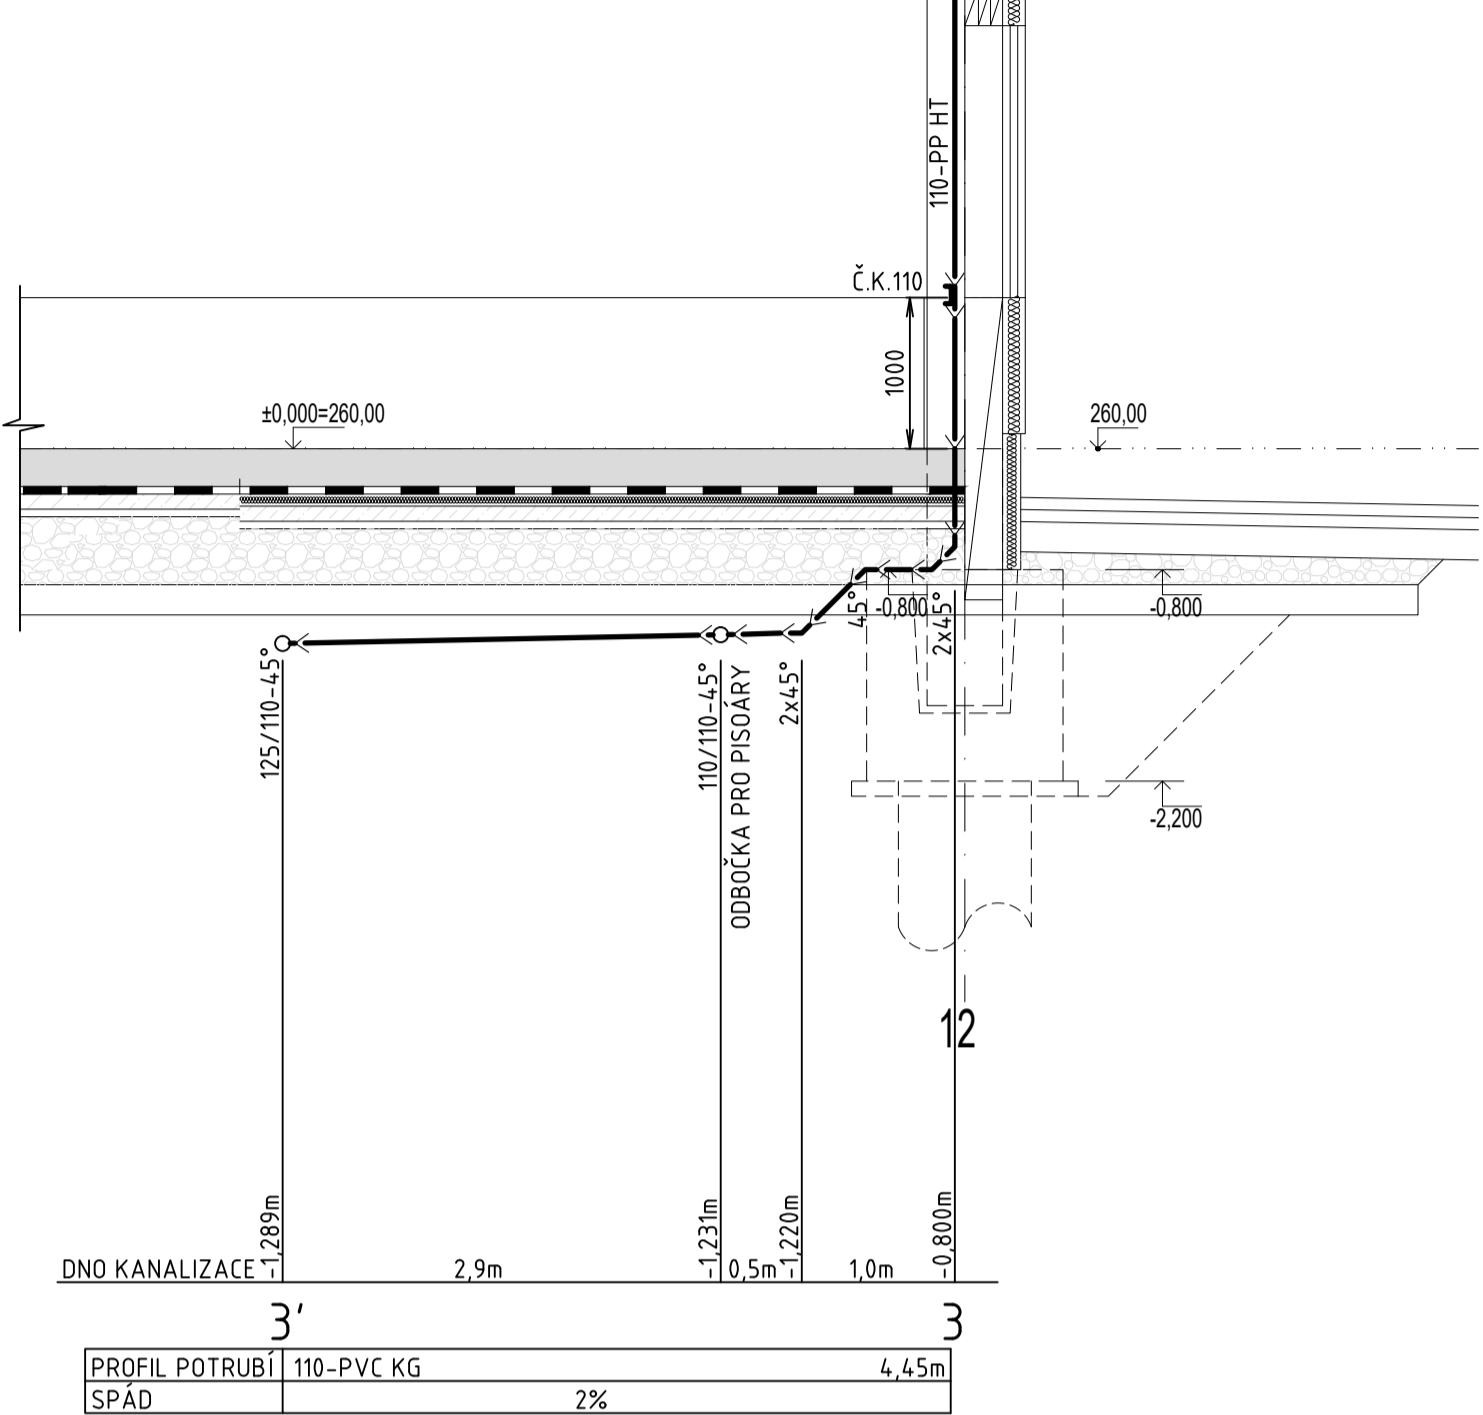 110-PP HT
Č.K.110
1000
±0,000=260,00
260,00
45°
-0,800
2x45°
-0,800
125/110-45°
110/110-45°
ODBOČKA PRO PISOÁRY
2x45°
-2,200
12
DNO KANALIZACE
-1,289m
2,9m
-1,231m
0,5m
-1,220m
1,0m
-0,800m
3'
3
PROFIL POTRUBÍ 110-PVC KG 4,45m
SPÁD 2%